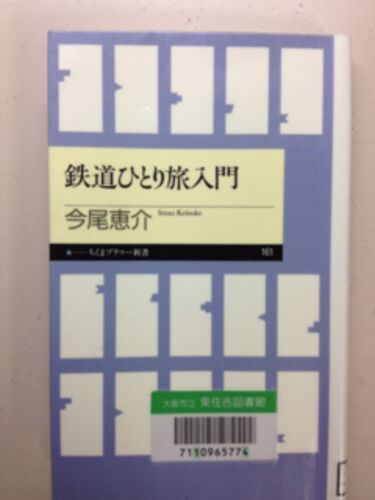 鉄道ひとり旅入門
今尾恵介 Imao Keisuke
★——ちくまプリマー新書 161
大阪市立 東住吉図書館
7110965774